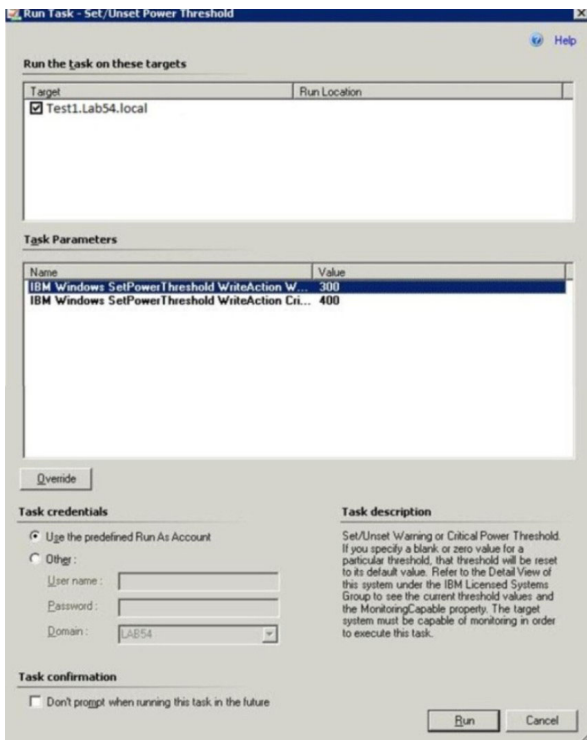 Run Task - Set/Unset Power Threshold
Help
Run the task on these targets
Target Run Location
Test1.Lab54.local
Task Parameters
Name Value
IBM Windows SetPowerThreshold WriteAction W... 300
IBM Windows SetPowerThreshold WriteAction Cri... 400
Override
Task credentials
Use the predefined Run As Account
Other :
User name :
Password :
Domain : LAB54
Task description
Set/Unset Warning or Critical Power Threshold.
If you specify a blank or zero value for a
particular threshold, that threshold will be reset
to its default value. Refer to the Detail View of
this system under the IBM Licensed Systems
Group to see the current threshold values and
the MonitoringCapable property. The target
system must be capable of monitoring in order
to execute this task.
Task confirmation
Don't prompt when running this task in the future
Run Cancel